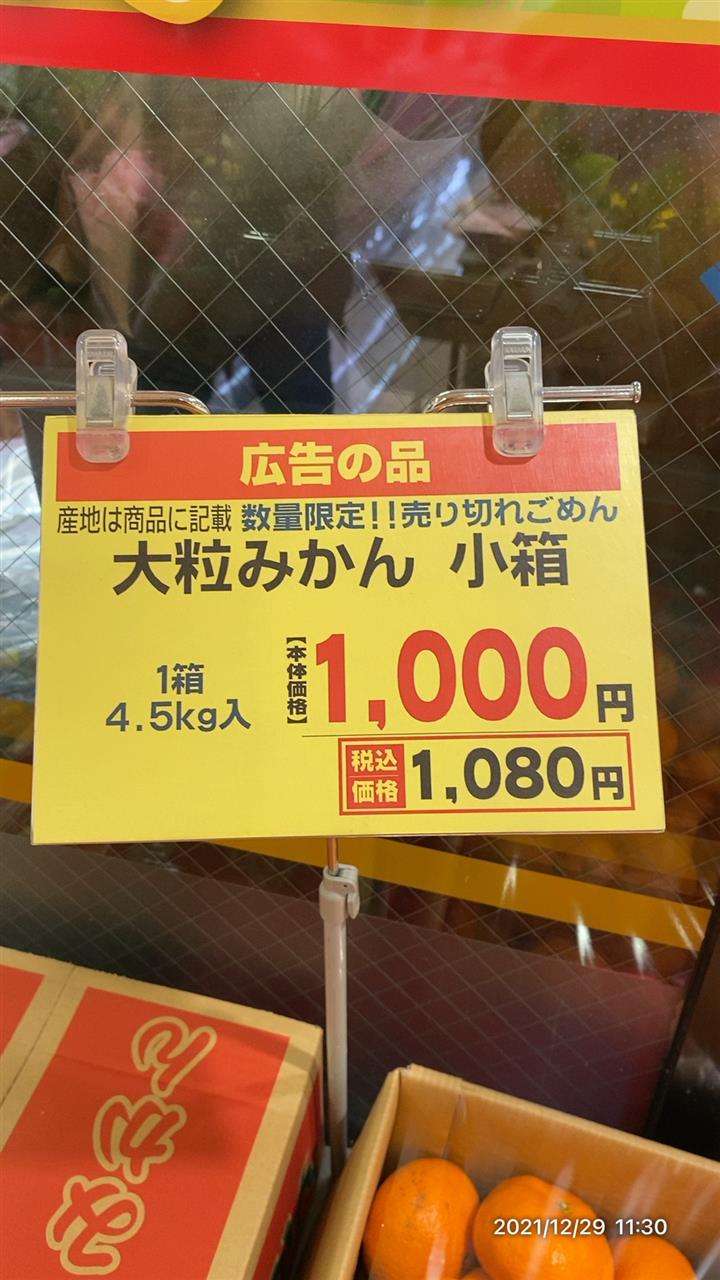 広告の品
産地は商品に記載 数量限定!!売り切れごめん
大粒みかん 小箱
1箱
4.5kg入
【本体価格】1,000円
税込価格 1,080円
みかん
2021/12/29 11:30